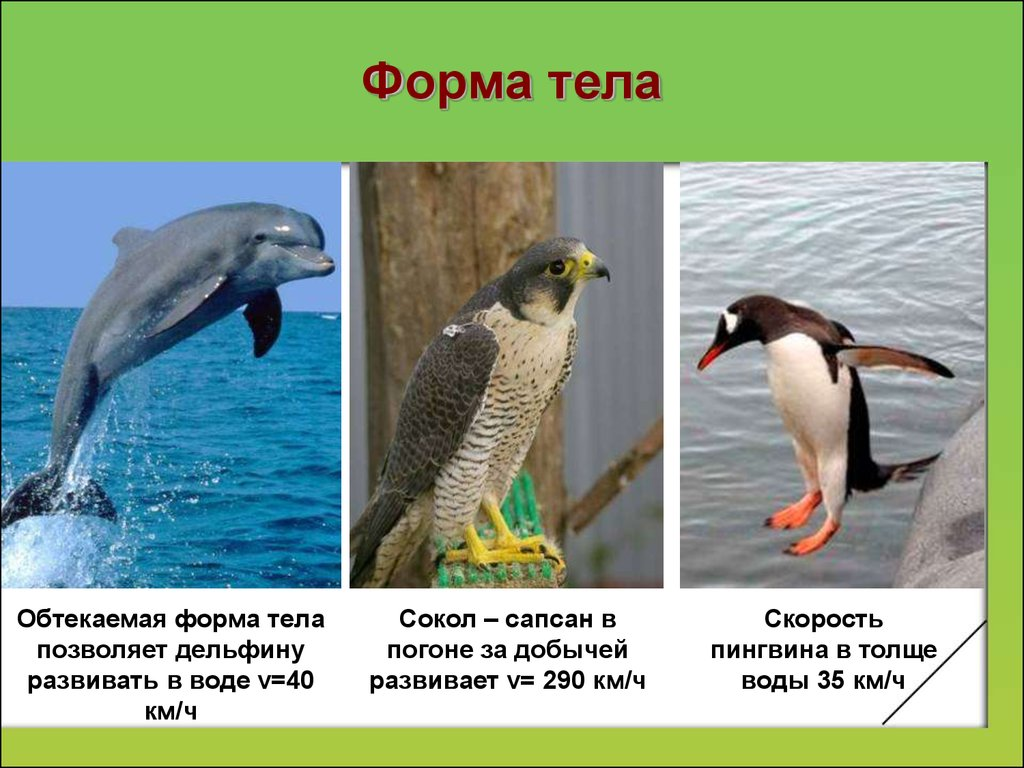 Форма тела
Обтекаемая форма тела
позволяет дельфину
развивать в воде v=40
км/ч
Сокол – сапсан в
погоне за добычей
развивает v= 290 км/ч
Скорость
пингвина в толще
воды 35 км/ч